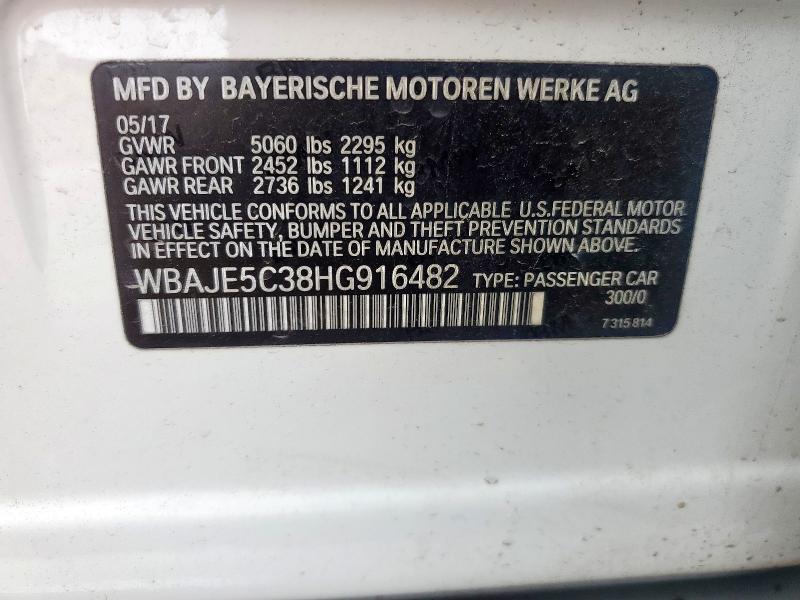 MFD BY BAYERISCHE MOTOREN WERKE AG
05/17
GVWR 5060 lbs 2295 kg
GAWR FRONT 2452 lbs 1112 kg
GAWR REAR 2736 lbs 1241 kg
THIS VEHICLE CONFORMS TO ALL APPLICABLE U.S.FEDERAL MOTOR
VEHICLE SAFETY, BUMPER AND THEFT PREVENTION STANDARDS
IN EFFECT ON THE DATE OF MANUFACTURE SHOWN ABOVE.
WBAJE5C38HG916482 TYPE: PASSENGER CAR
300/0
7315814